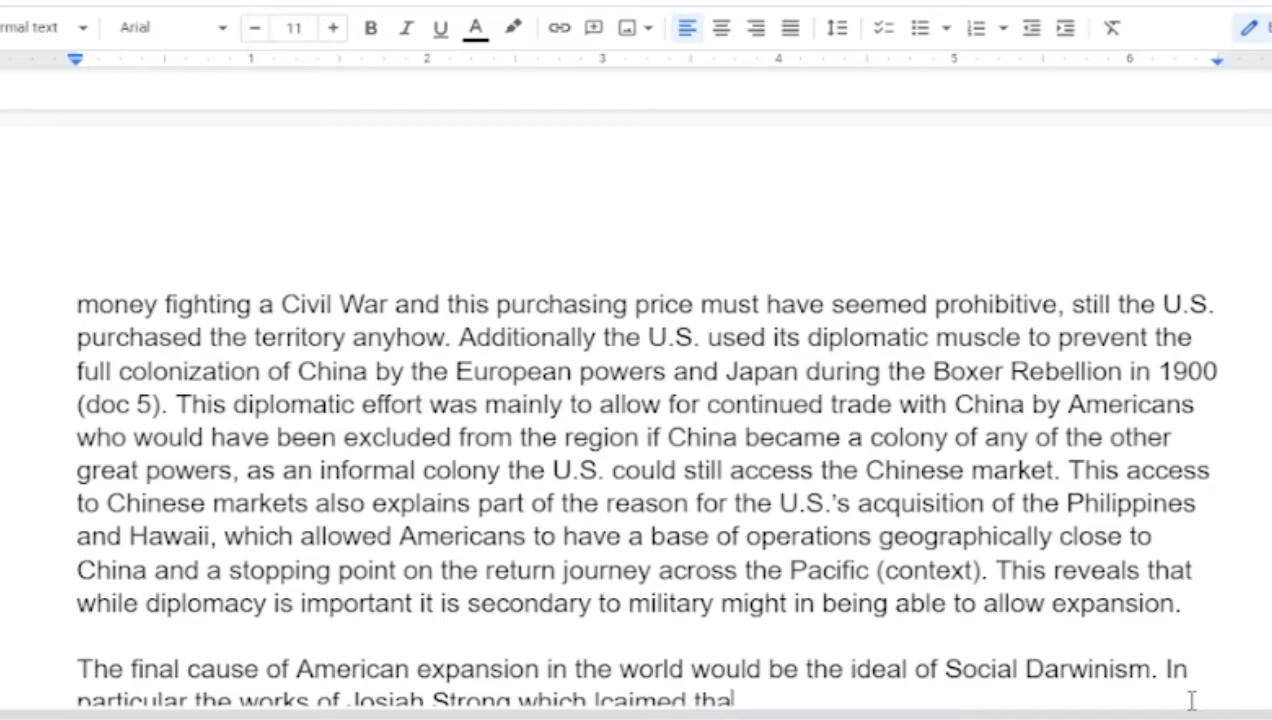 rmal text Arial 11 B I U A
1 2 3 4 5 6
money fighting a Civil War and this purchasing price must have seemed prohibitive, still the U.S.
purchased the territory anyhow. Additionally the U.S. used its diplomatic muscle to prevent the
full colonization of China by the European powers and Japan during the Boxer Rebellion in 1900
(doc 5). This diplomatic effort was mainly to allow for continued trade with China by Americans
who would have been excluded from the region if China became a colony of any of the other
great powers, as an informal colony the U.S. could still access the Chinese market. This access
to Chinese markets also explains part of the reason for the U.S.’s acquisition of the Philippines
and Hawaii, which allowed Americans to have a base of operations geographically close to
China and a stopping point on the return journey across the Pacific (context). This reveals that
while diplomacy is important it is secondary to military might in being able to allow expansion.
The final cause of American expansion in the world would be the ideal of Social Darwinism. In
particular the works of Josiah Strong which lcaimed tha